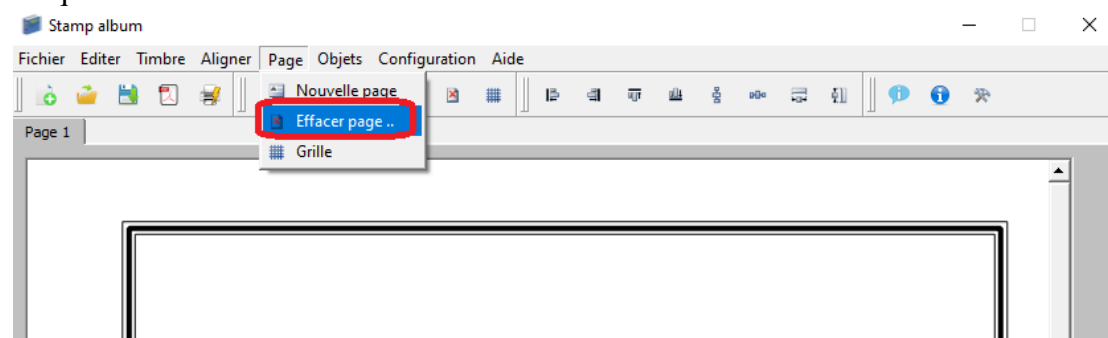 Stamp album
Fichier Editer Timbre Aligner Page Objets Configuration Aide
Nouvelle page
Effacer page ..
Grille
Page 1